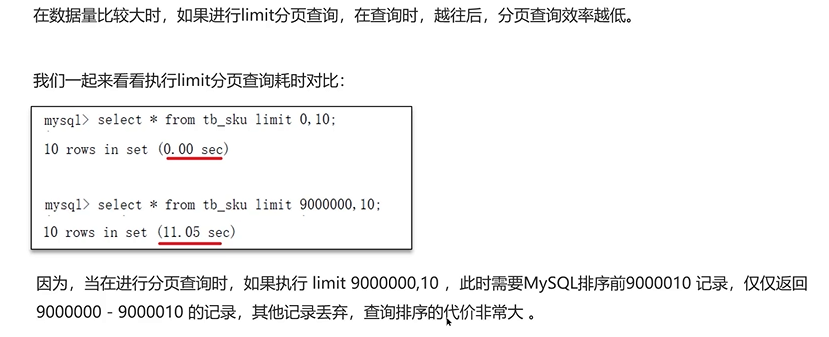 在数据量比较大时，如果进行limit分页查询，在查询时，越往后，分页查询效率越低。
我们一起来看看执行limit分页查询耗时对比：
mysql> select * from tb_sku limit 0,10;
10 rows in set (0.00 sec)
mysql> select * from tb_sku limit 9000000,10;
10 rows in set (11.05 sec)
因为，当在进行分页查询时，如果执行 limit 9000000,10 ，此时需要MySQL排序前9000010 记录，仅仅返回
9000000 - 9000010 的记录，其他记录丢弃，查询排序的代价非常大 。